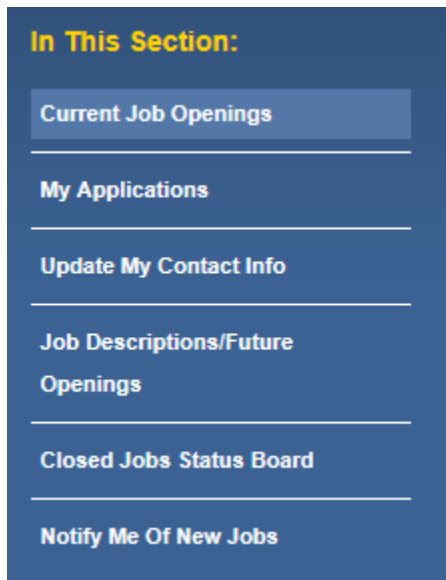 In This Section:
Current Job Openings
My Applications
Update My Contact Info
Job Descriptions/Future
Openings
Closed Jobs Status Board
Notify Me Of New Jobs